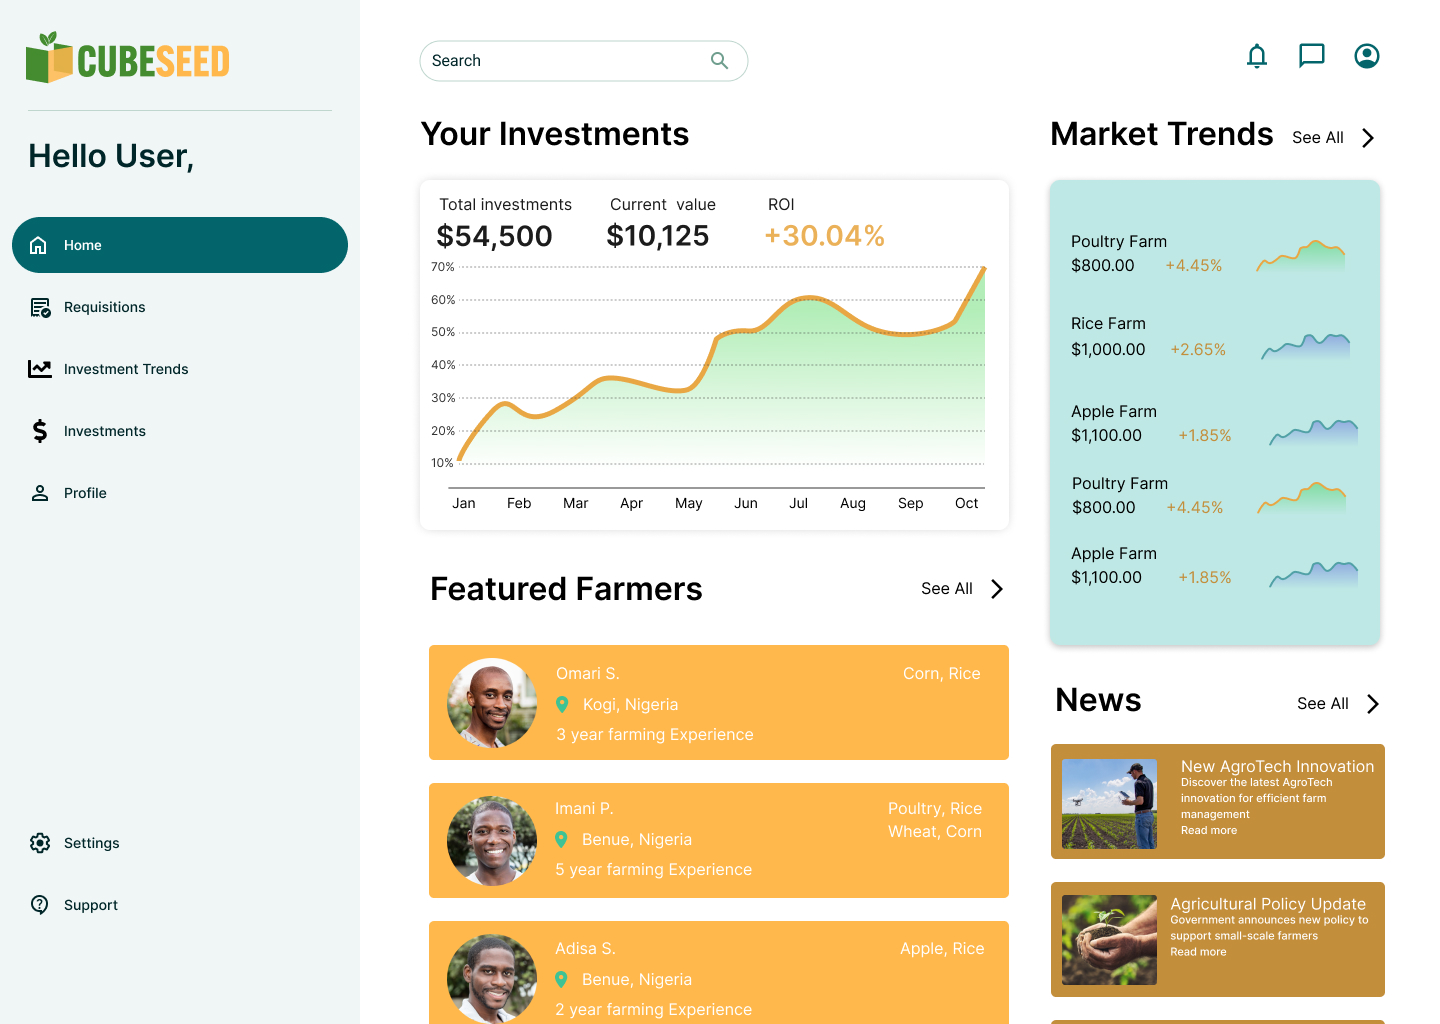 CUBESEED
Hello User,
Home
Requisitions
Investment Trends
Investments
Profile
Settings
Support
Search
Your Investments
Total investments
$54,500
Current  value
$10,125
ROI
+30.04%
70%
60%
50%
40%
30%
20%
10%
Jan Feb Mar Apr May Jun Jul Aug Sep Oct
Featured Farmers
See All
Omari S.
Corn, Rice
Kogi, Nigeria
3 year farming Experience
Imani P.
Poultry, Rice
Wheat, Corn
Benue, Nigeria
5 year farming Experience
Adisa S.
Apple, Rice
Benue, Nigeria
2 year farming Experience
Market Trends
See All
Poultry Farm
$800.00 +4.45%
Rice Farm
$1,000.00 +2.65%
Apple Farm
$1,100.00 +1.85%
Poultry Farm
$800.00 +4.45%
Apple Farm
$1,100.00 +1.85%
News
See All
New AgroTech Innovation
Discover the latest AgroTech
innovation for efficient farm
management
Read more
Agricultural Policy Update
Government announces new policy to
support small-scale farmers
Read more